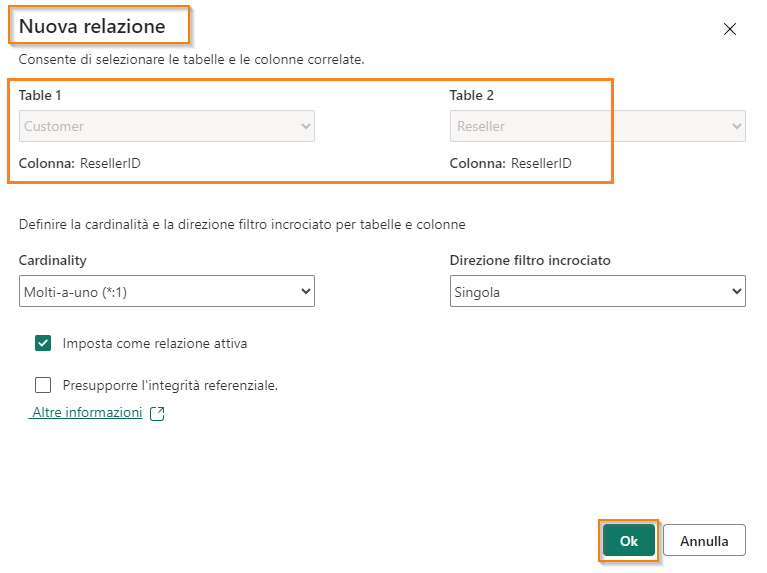 Nuova relazione
Consente di selezionare le tabelle e le colonne correlate.
Table 1
Table 2
Customer
Reseller
Colonna: ResellerID
Colonna: ResellerID
Definire la cardinalità e la direzione filtro incrociato per tabelle e colonne
Cardinality
Direzione filtro incrociato
Molti-a-uno (*:1)
Singola
Imposta come relazione attiva
Presupporre l'integrità referenziale.
Altre informazioni
Ok
Annulla